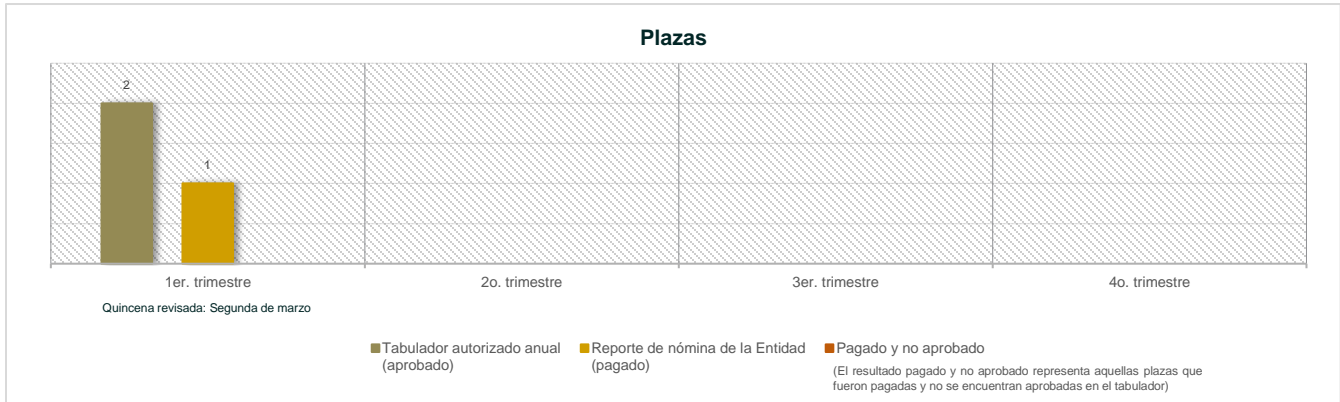 Plazas
2
1
1er. trimestre
2o. trimestre
3er. trimestre
4o. trimestre
Quincena revisada: Segunda de marzo
Tabulador autorizado anual
(aprobado)
Reporte de nómina de la Entidad
(pagado)
Pagado y no aprobado
(El resultado pagado y no aprobado representa aquellas plazas que
fueron pagadas y no se encuentran aprobadas en el tabulador)